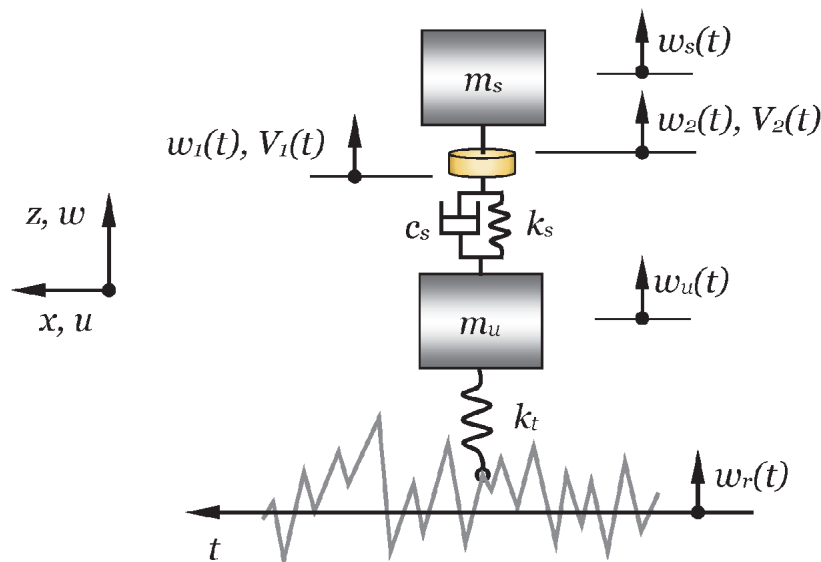 wₛ(t)
mₛ
w₂(t), V₂(t)
w₁(t), V₁(t)
z, w
cₛ
kₛ
wᵤ(t)
x, u
mᵤ
kₜ
wᵣ(t)
t